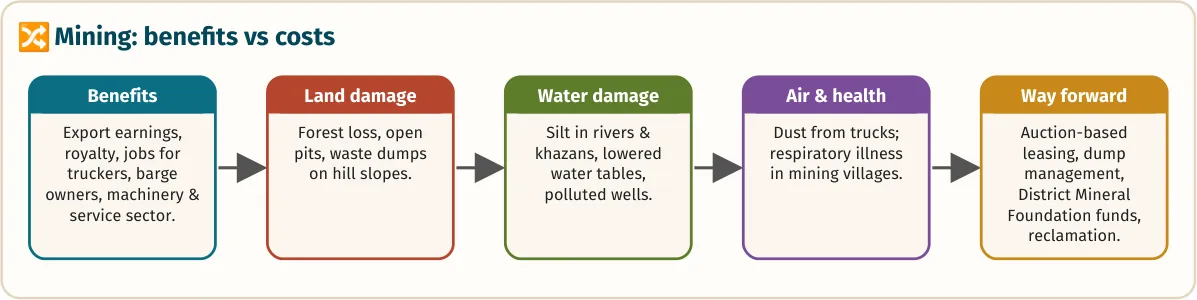 🔀 Mining: benefits vs costs
Benefits
Export earnings,
royalty, jobs for
truckers, barge
owners, machinery &
service sector.
Land damage
Forest loss, open
pits, waste dumps
on hill slopes.
Water damage
Silt in rivers &
khazans, lowered
water tables,
polluted wells.
Air & health
Dust from trucks;
respiratory illness
in mining villages.
Way forward
Auction-based
leasing, dump
management,
District Mineral
Foundation funds,
reclamation.